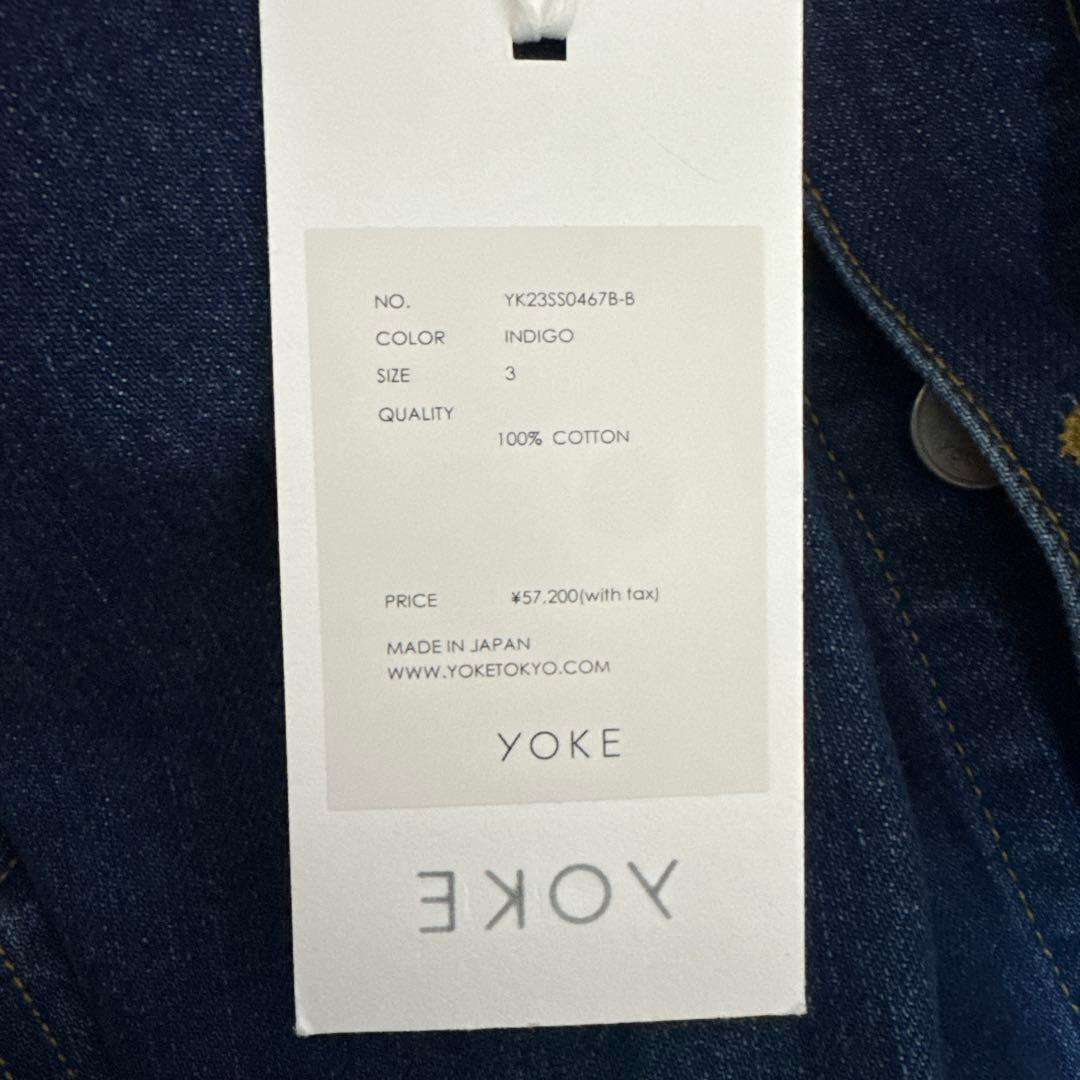 NO. YK23SS0467B-B
COLOR INDIGO
SIZE 3
QUALITY
100% COTTON
PRICE ¥57,200(with tax)
MADE IN JAPAN
WWW.YOKETOKYO.COM
YOKE
YOKE